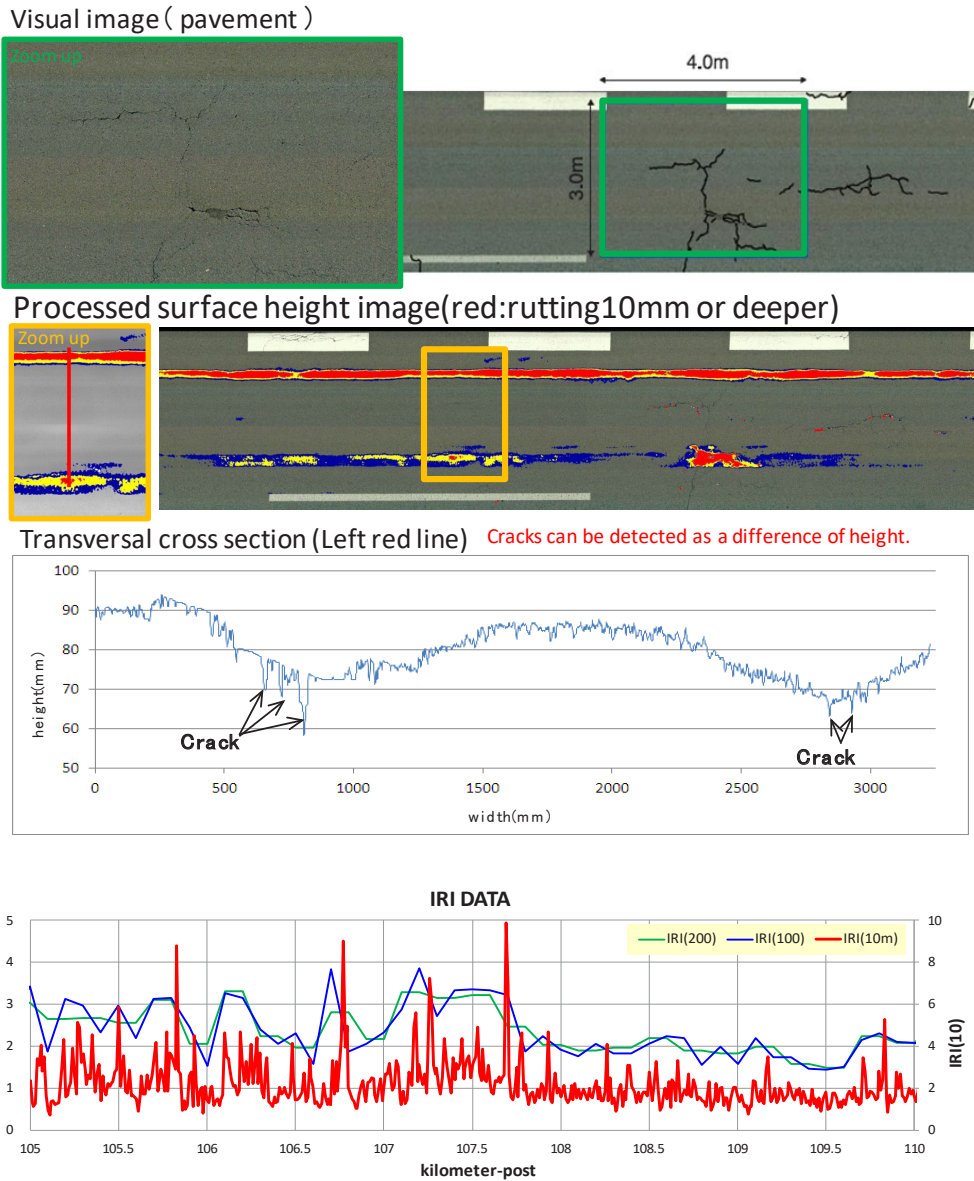 Visual image ( pavement )
Zoom up
4.0m
3.0m
Processed surface height image(red:rutting10mm or deeper)
Zoom up
Transversal cross section (Left red line)
Cracks can be detected as a difference of height.
100
90
80
70
60
50
height(mm)
Crack
Crack
0
500
1000
1500
2000
2500
3000
width(mm)
IRI DATA
5
4
3
2
1
0
IRI(200)
IRI(100)
IRI(10m)
10
8
6
4
2
0
IRI(10)
105
105.5
106
106.5
107
107.5
108
108.5
109
109.5
110
kilometer-post